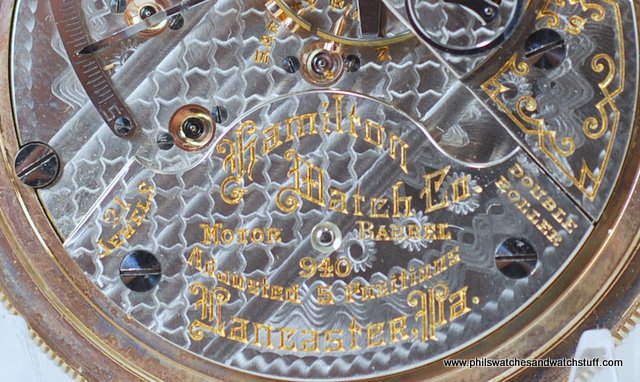 Hamilton
Watch Co.
21
JEWELS
DOUBLE
ROLLER
MOTOR BARREL
940
Adjusted 5 Positions
Lancaster, Pa.
www.philswatchesandwatchstuff.com